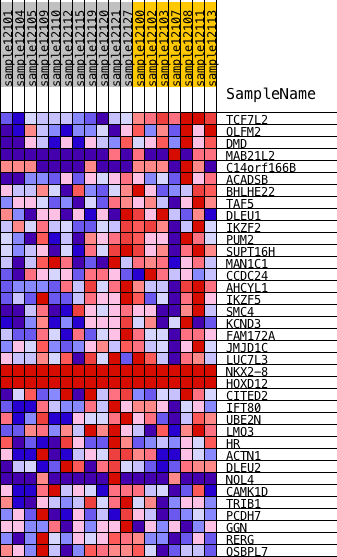 sample12101
sample12104
sample12105
sample12109
sample12110
sample12112
sample12115
sample12119
sample12120
sample12121
sample12127
sample12100
sample12102
sample12103
sample12107
sample12108
sample12111
sample12113
SampleName
TCF7L2
OLFM2
DMD
MAB21L2
C14orf166B
ACADSB
BHLHE22
TAF5
DLEU1
IKZF2
PUM2
SUPT16H
MAN1C1
CCDC24
AHCYL1
IKZF5
SMC4
KCND3
FAM172A
JMJD1C
LUC7L3
NKX2-8
HOXD12
CITED2
IFT80
UBE2N
LMO3
HR
ACTN1
DLEU2
NOL4
CAMK1D
TRIB1
PCDH7
GGN
RERG
OSBPL7